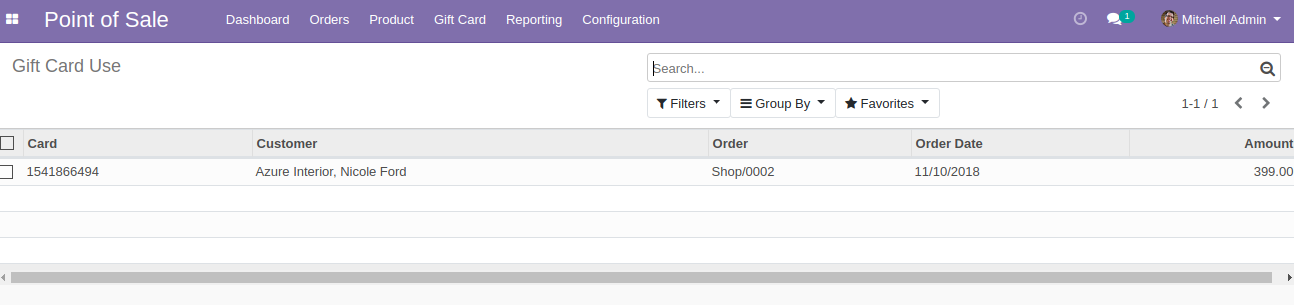 Point of Sale Dashboard Orders Product Gift Card Reporting Configuration 1 Mitchell Admin
Gift Card Use Search...
Filters Group By Favorites 1-1 / 1
Card Customer Order Order Date Amount
1541866494 Azure Interior, Nicole Ford Shop/0002 11/10/2018 399.00